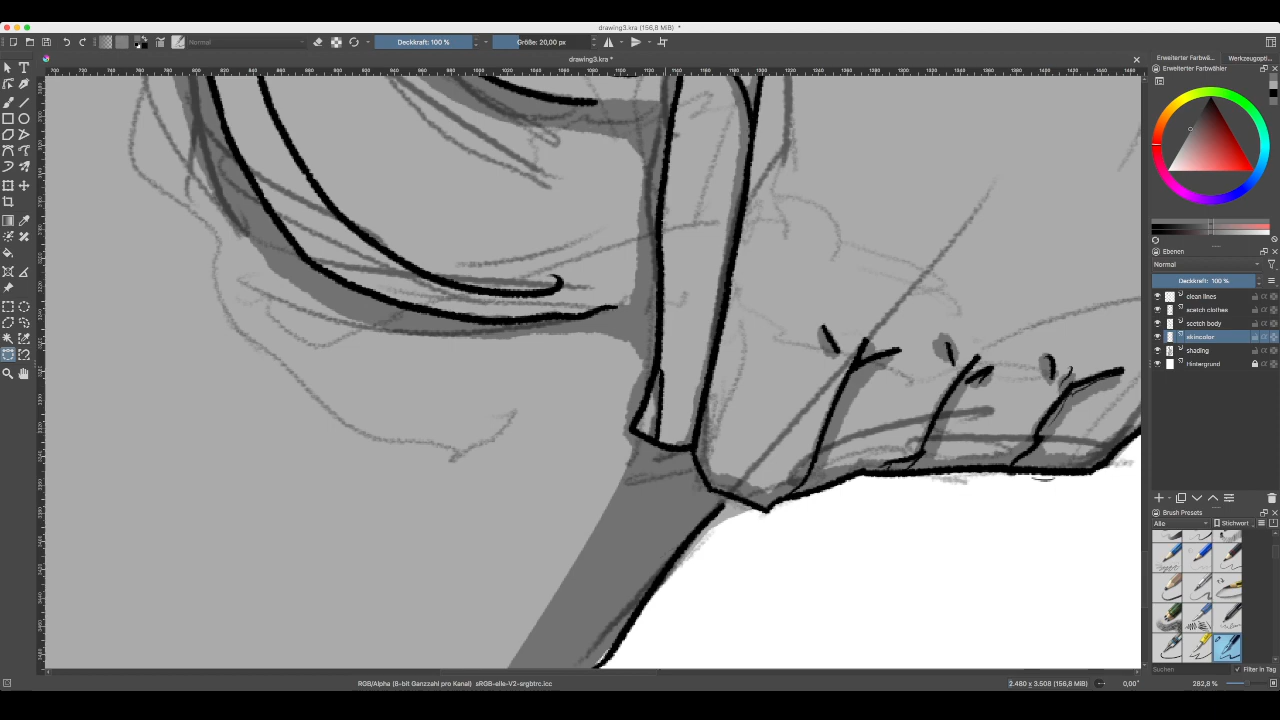 drawing3.kra (156,8 MiB) *
Normal
Deckkraft: 100 %
Größe: 20,00 px
drawing3.kra *
Erweiterter Farbwä...
Werkzeugopti...
Erweiterter Farbwähler
Ebenen
Normal
Deckkraft: 100 %
clean lines
scetch clothes
scetch body
skincolor
shading
Hintergrund
Brush Presets
Alle
Stichwort
Suchen
Filter in Tag
RGB/Alpha (8-bit Ganzzahl pro Kanal) sRGB-elle-V2-srgbtrc.icc
2.480 x 3.508 (156,8 MiB)
0,00°
282,8 %